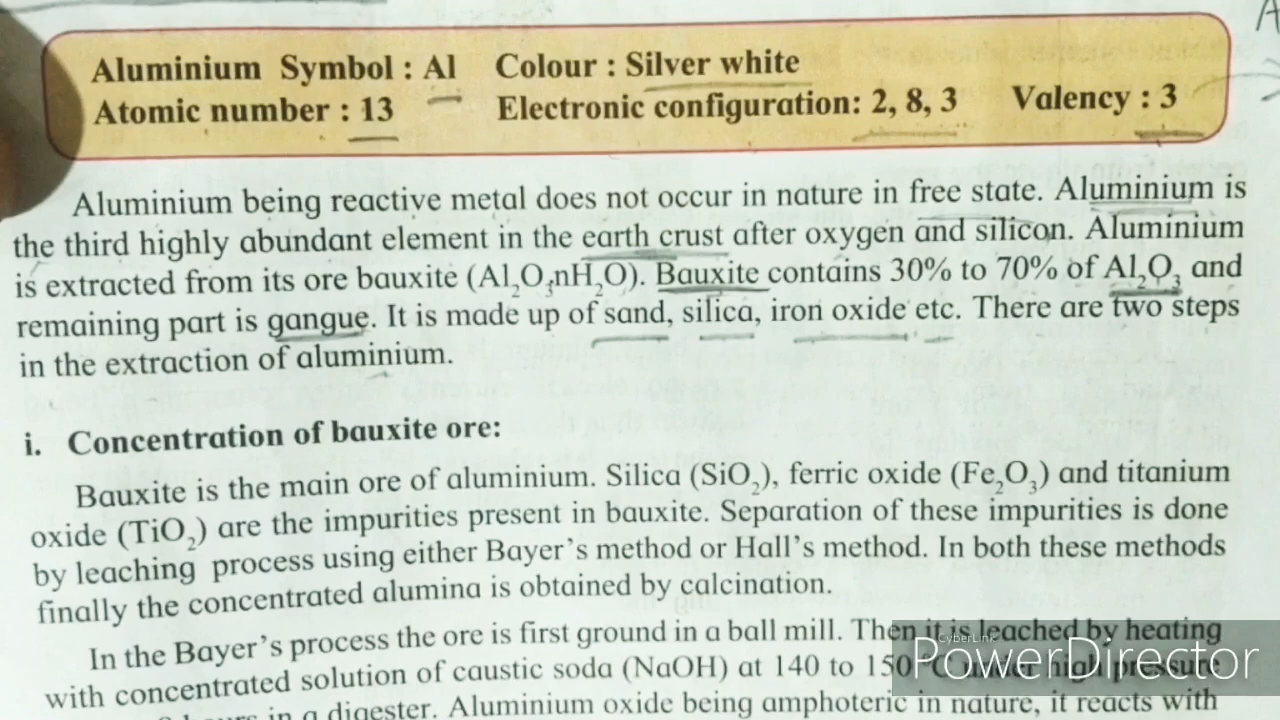 Aluminium Symbol : Al Colour : Silver white
Atomic number : 13 Electronic configuration: 2, 8, 3 Valency : 3
Aluminium being reactive metal does not occur in nature in free state. Aluminium is
the third highly abundant element in the earth crust after oxygen and silicon. Aluminium
is extracted from its ore bauxite (Al₂O₃nH₂O). Bauxite contains 30% to 70% of Al₂O₃ and
remaining part is gangue. It is made up of sand, silica, iron oxide etc. There are two steps
in the extraction of aluminium.
i. Concentration of bauxite ore:
Bauxite is the main ore of aluminium. Silica (SiO₂), ferric oxide (Fe₂O₃) and titanium
oxide (TiO₂) are the impurities present in bauxite. Separation of these impurities is done
by leaching process using either Bayer's method or Hall's method. In both these methods
finally the concentrated alumina is obtained by calcination.
In the Bayer's process the ore is first ground in a ball mill. Then it is leached by heating
with concentrated solution of caustic soda (NaOH) at 140 to 150° C under high pressure
hours in a digester. Aluminium oxide being amphoteric in nature, it reacts with
CyberLink
PowerDirector